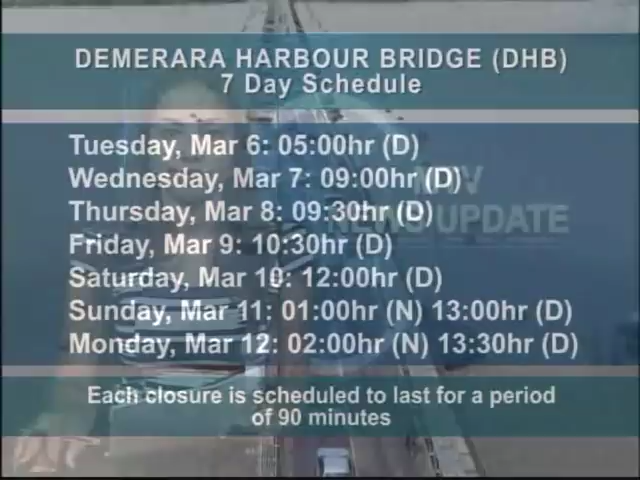 DEMERARA HARBOUR BRIDGE (DHB)
7 Day Schedule
Tuesday, Mar 6: 05:00hr (D)
Wednesday, Mar 7: 09:00hr (D)
Thursday, Mar 8: 09:30hr (D)
Friday, Mar 9: 10:30hr (D)
Saturday, Mar 10: 12:00hr (D)
Sunday, Mar 11: 01:00hr (N) 13:00hr (D)
Monday, Mar 12: 02:00hr (N) 13:30hr (D)
NEWS UPDATE
Each closure is scheduled to last for a period
of 90 minutes